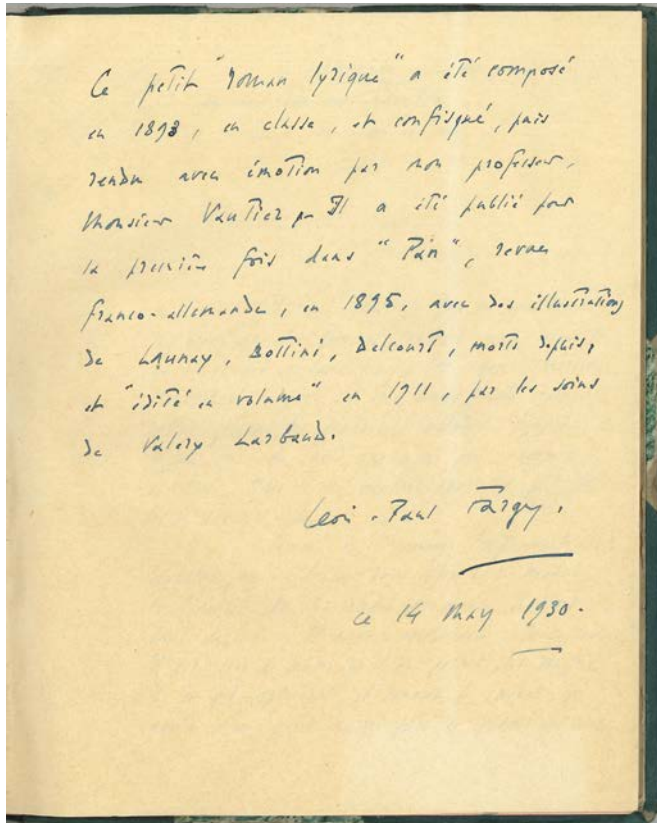 Ce petit "roman lyrique" a été composé
en 1893, en classe, et confisqué, puis
rendu avec émotion par mon professeur,
Monsieur Vautier. Il a été publié pour
la première fois dans "Pan", revue
franco-allemande, en 1895, avec des illustrations
de Launay, Bottini, Delcourt, morts depuis,
et "édité en volume" en 1911, par les soins
de Valery Larbaud.
Léon-Paul Fargue.
ce 14 May 1930.